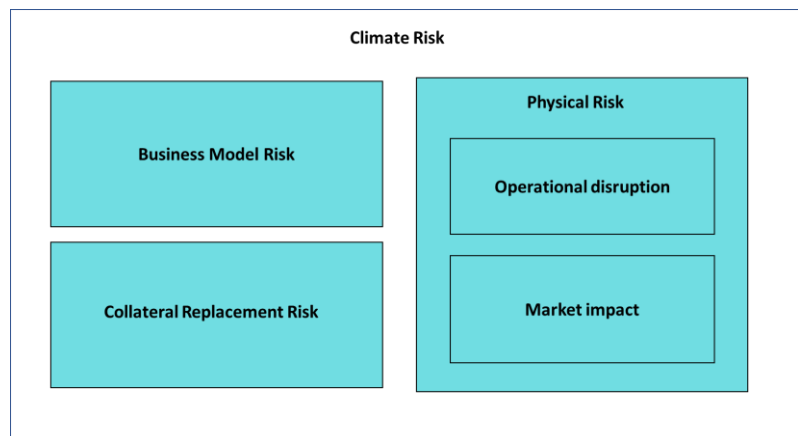 Climate Risk
Business Model Risk
Collateral Replacement Risk
Physical Risk
Operational disruption
Market impact